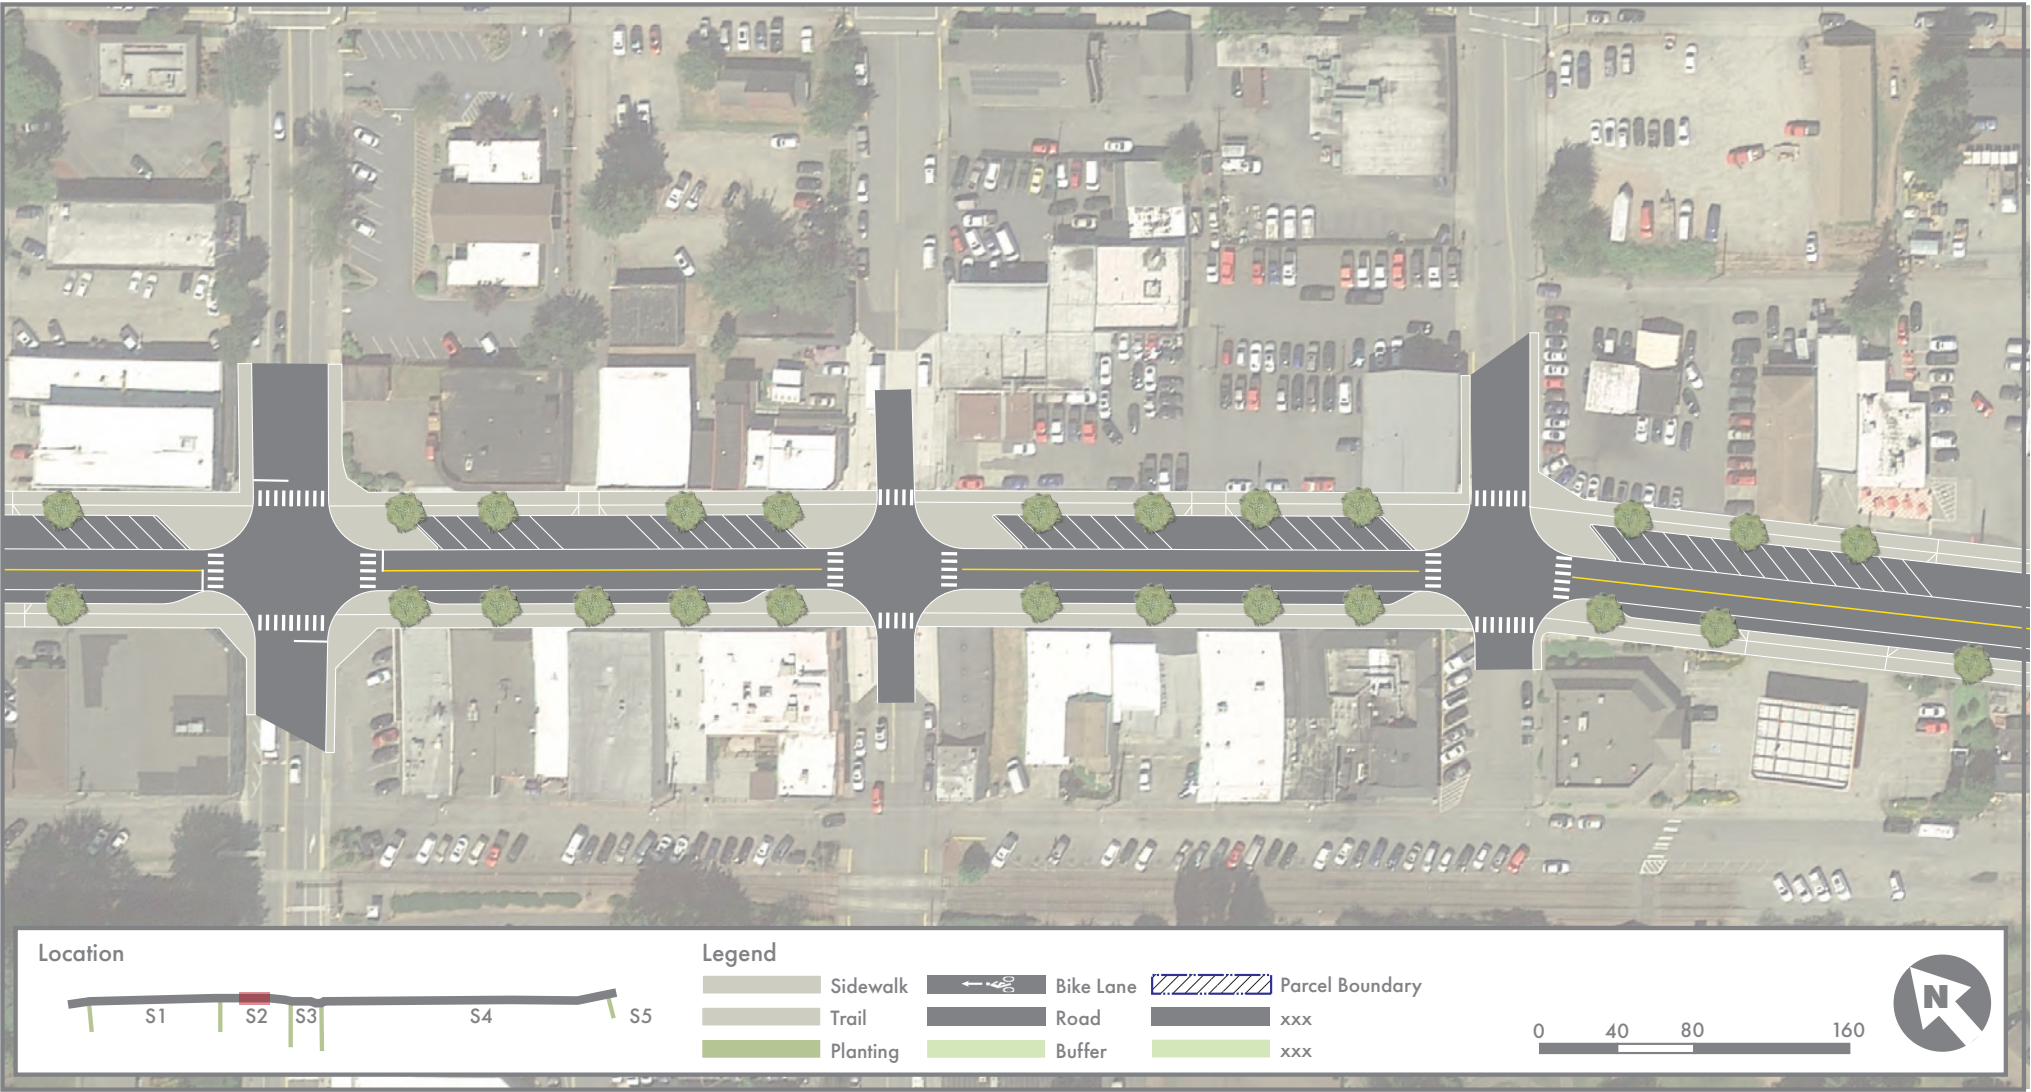 Location
S1
S2
S3
S4
S5
Legend
Sidewalk
Bike Lane
Parcel Boundary
Trail
Road
xxx
Planting
Buffer
xxx
0
40
80
160
N